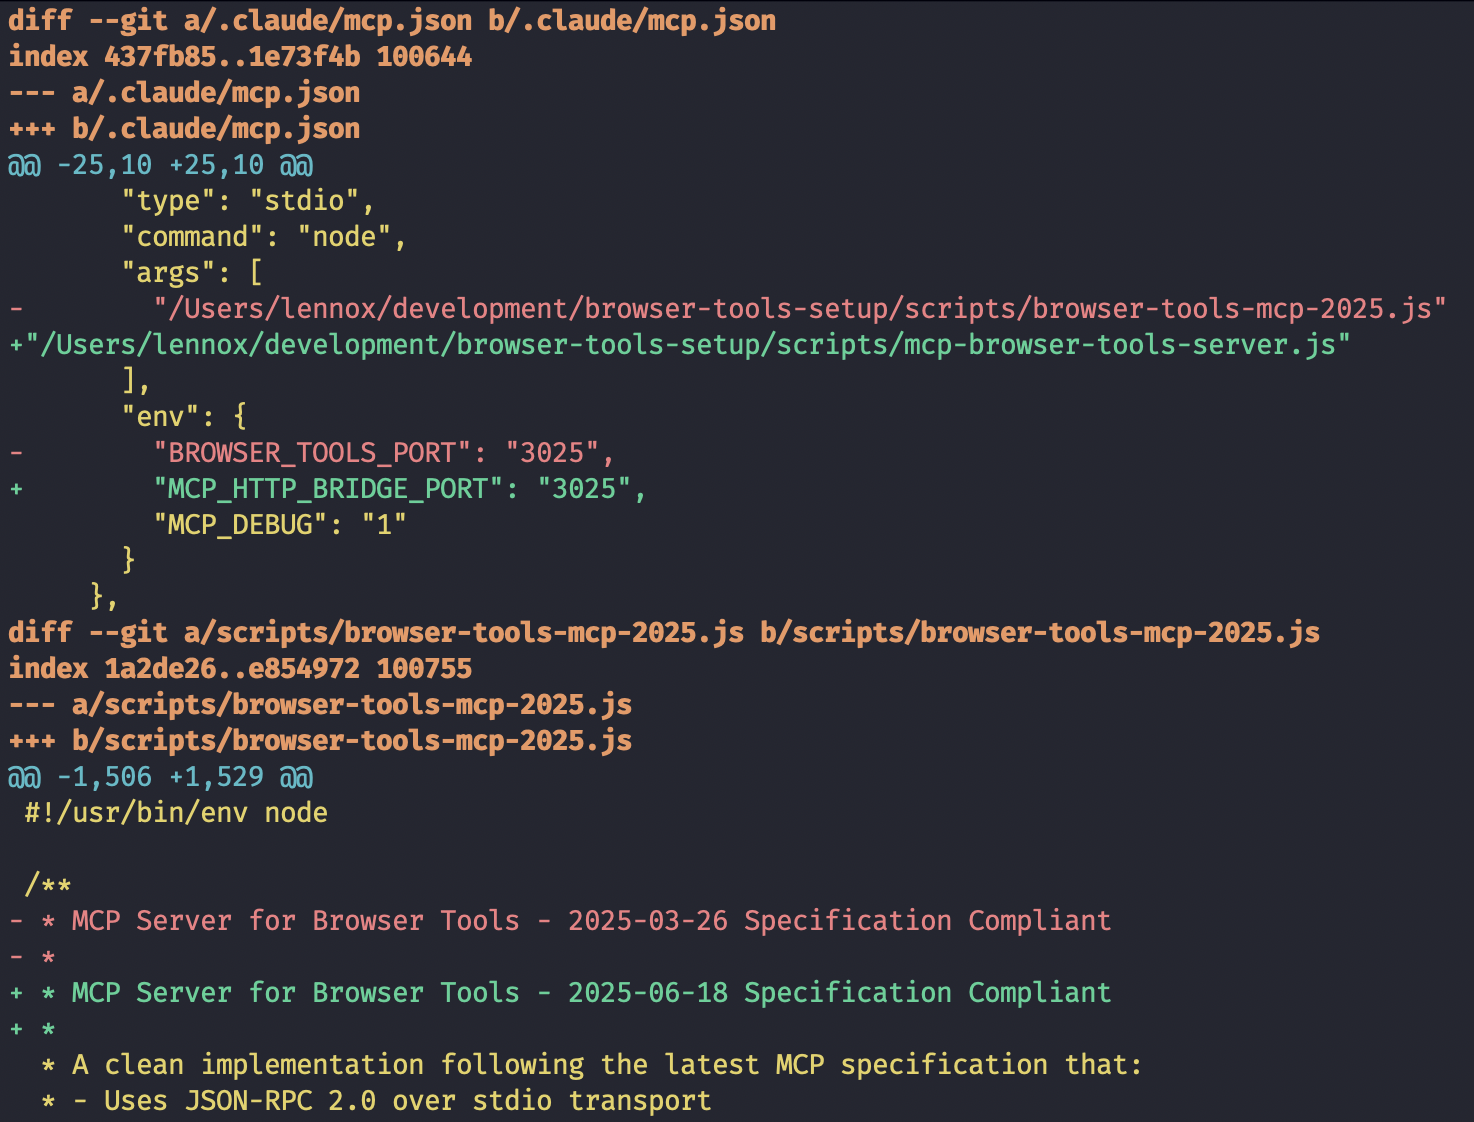 diff --git a/.claude/mcp.json b/.claude/mcp.json
index 437fb85..1e73f4b 100644
--- a/.claude/mcp.json
+++ b/.claude/mcp.json
@@ -25,10 +25,10 @@
       "type": "stdio",
       "command": "node",
       "args": [
-        "/Users/lennox/development/browser-tools-setup/scripts/browser-tools-mcp-2025.js"
+"/Users/lennox/development/browser-tools-setup/scripts/mcp-browser-tools-server.js"
       ],
       "env": {
-        "BROWSER_TOOLS_PORT": "3025",
+        "MCP_HTTP_BRIDGE_PORT": "3025",
         "MCP_DEBUG": "1"
       }
     },
diff --git a/scripts/browser-tools-mcp-2025.js b/scripts/browser-tools-mcp-2025.js
index 1a2de26..e854972 100755
--- a/scripts/browser-tools-mcp-2025.js
+++ b/scripts/browser-tools-mcp-2025.js
@@ -1,506 +1,529 @@
 #!/usr/bin/env node

 /**
- * MCP Server for Browser Tools - 2025-03-26 Specification Compliant
- *
+ * MCP Server for Browser Tools - 2025-06-18 Specification Compliant
+ *
  * A clean implementation following the latest MCP specification that:
  * - Uses JSON-RPC 2.0 over stdio transport